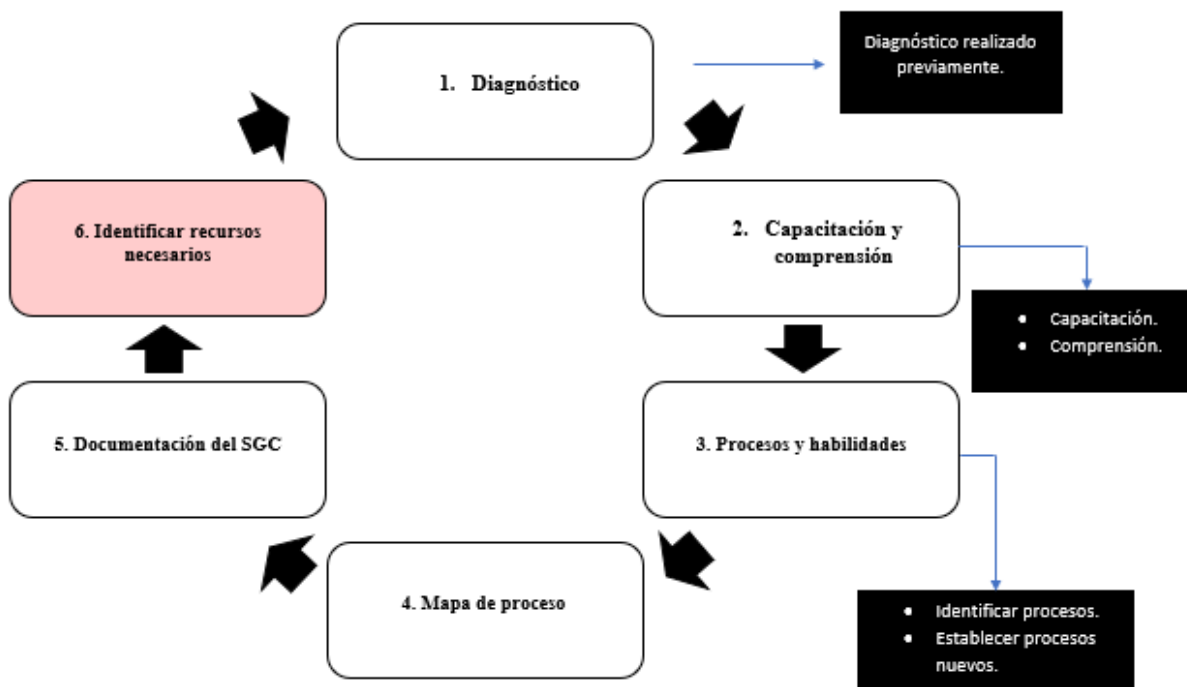 1. Diagnóstico
Diagnóstico realizado
previamente.
2. Capacitación y
comprensión
• Capacitación.
• Comprensión.
3. Procesos y habilidades
• Identificar procesos.
• Establecer procesos
nuevos.
4. Mapa de proceso
5. Documentación del SGC
6. Identificar recursos
necesarios